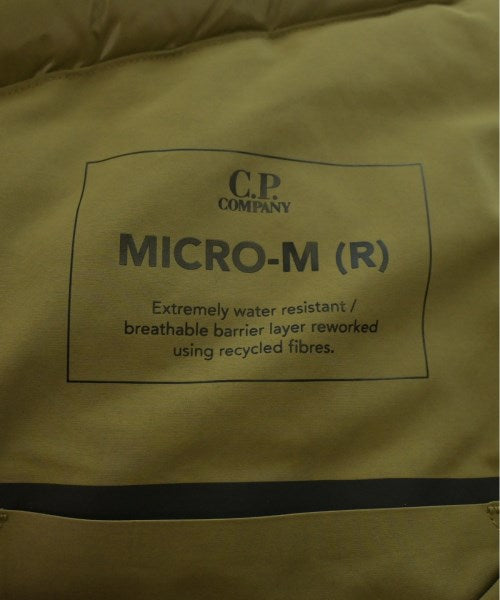 C.P.
COMPANY
MICRO-M (R)
Extremely water resistant /
breathable barrier layer reworked
using recycled fibres.